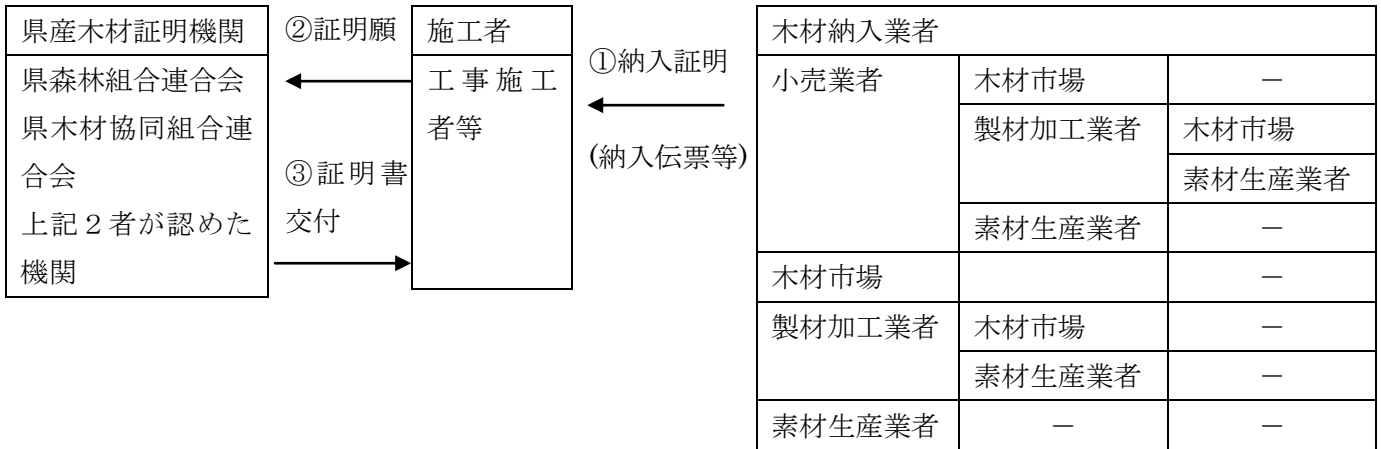 県産木材証明機関
県森林組合連合会
県木材協同組合連
合会
上記２者が認めた
機関
②証明願
③証明書
交付
施工者
工事施工
者等
①納入証明
(納入伝票等)
木材納入業者
小売業者 木材市場 －
製材加工業者 木材市場
素材生産業者
素材生産業者 －
木材市場 －
製材加工業者 木材市場 －
素材生産業者 －
素材生産業者 － －